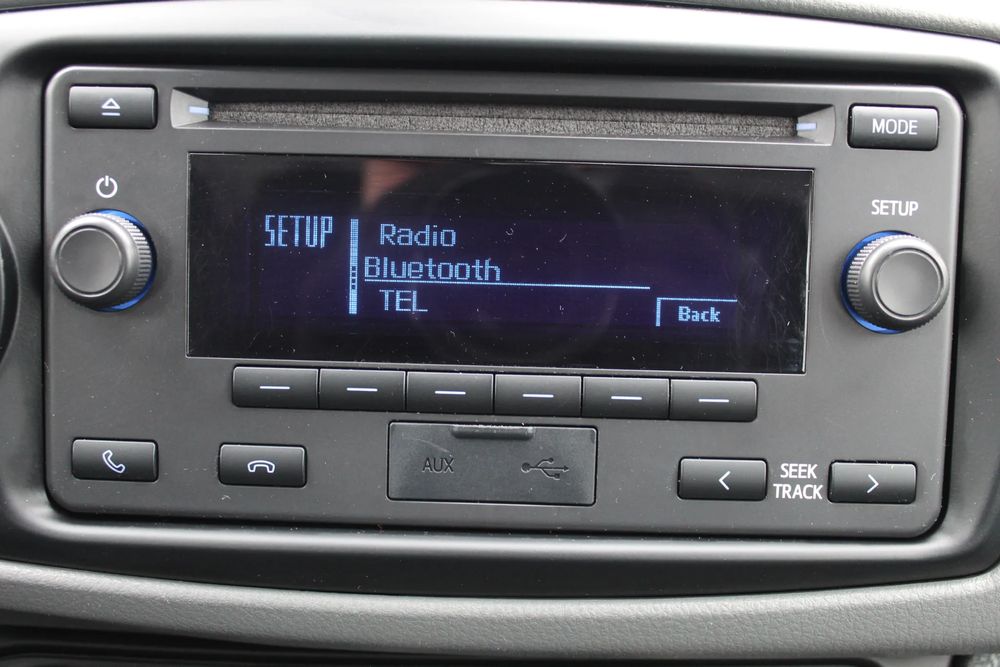 MODE
SETUP
SETUP
Radio
Bluetooth
TEL
Back
AUX
SEEK
TRACK